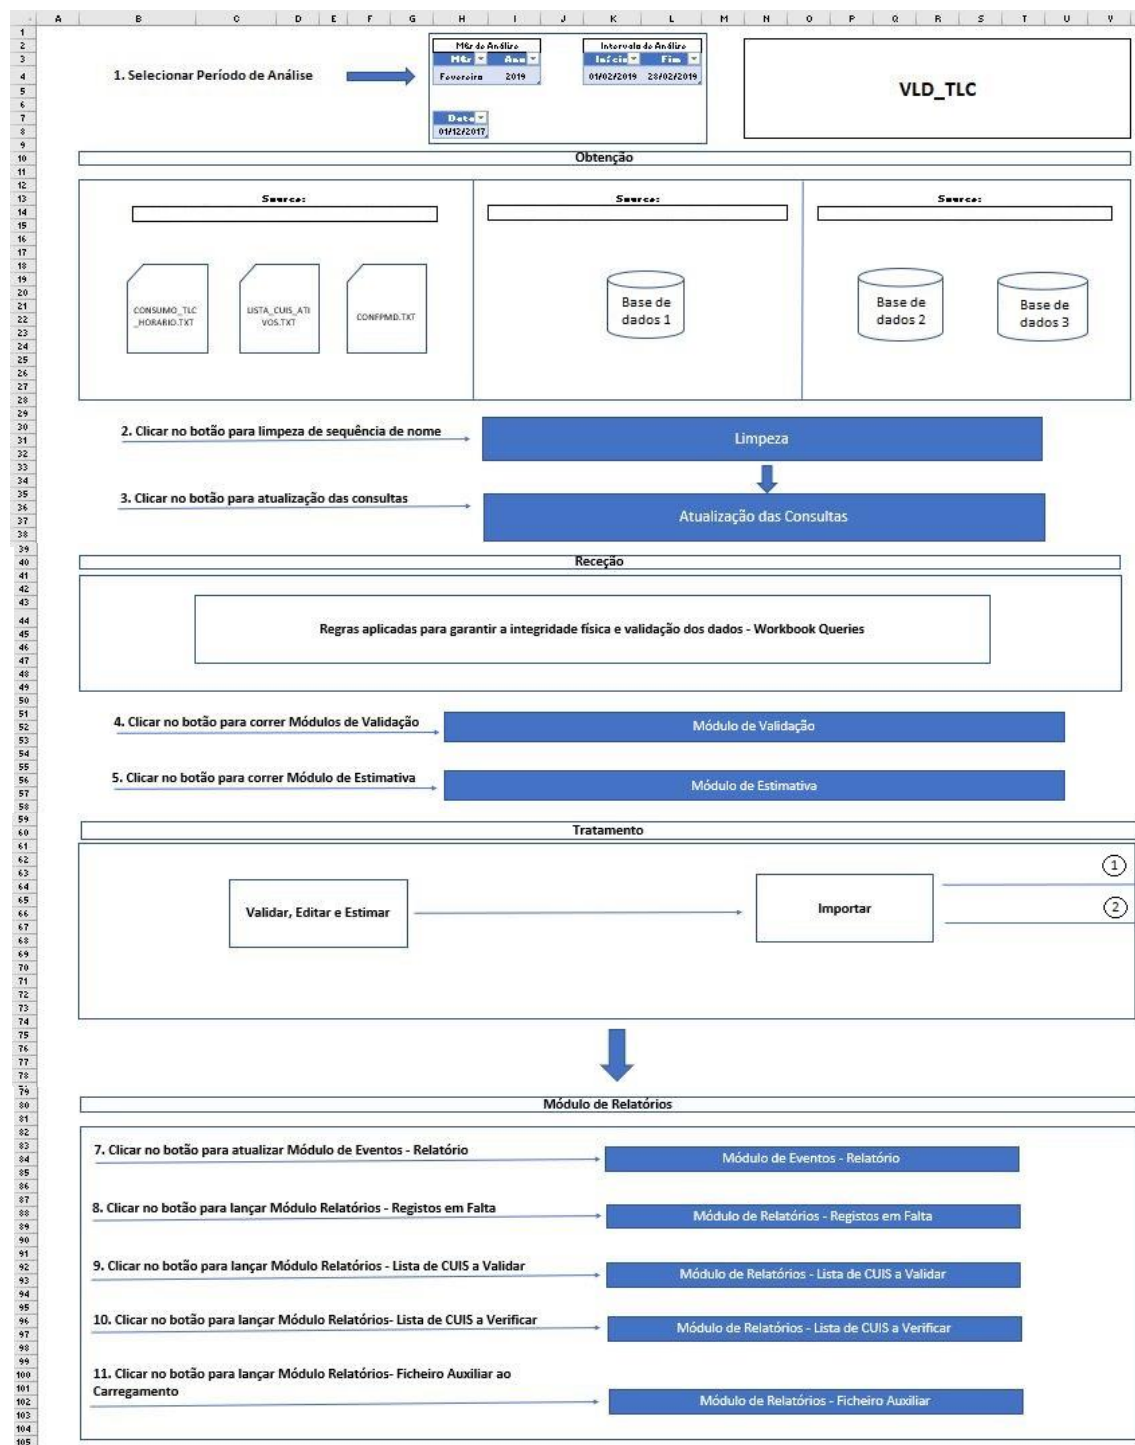 A B C D E F G H I J K L M N O P Q R S T U V
1. Selecionar Período de Análise
Mês de Análise
Mês Ano
Fevereiro 2019
Data
01/12/2017
Intervalo de Análise
Início Fim
01/02/2019 28/02/2019
VLD_TLC
Obtenção
Source:
Source:
Source:
CONSUMO_TLC
_HORARIO.TXT
LISTA_CUIS_ATI
VOS.TXT
CONFPMD.TXT
Base de
dados 1
Base de
dados 2
Base de
dados 3
2. Clicar no botão para limpeza de sequência de nome
Limpeza
3. Clicar no botão para atualização das consultas
Atualização das Consultas
Receção
Regras aplicadas para garantir a integridade física e validação dos dados - Workbook Queries
4. Clicar no botão para correr Módulos de Validação
Módulo de Validação
5. Clicar no botão para correr Módulo de Estimativa
Módulo de Estimativa
Tratamento
Validar, Editar e Estimar
Importar
1
2
Módulo de Relatórios
7. Clicar no botão para atualizar Módulo de Eventos - Relatório
Módulo de Eventos - Relatório
8. Clicar no botão para lançar Módulo Relatórios - Registos em Falta
Módulo de Relatórios - Registos em Falta
9. Clicar no botão para lançar Módulo Relatórios - Lista de CUIS a Validar
Módulo de Relatórios - Lista de CUIS a Validar
10. Clicar no botão para lançar Módulo Relatórios- Lista de CUIS a Verificar
Módulo de Relatórios - Lista de CUIS a Verificar
11. Clicar no botão para lançar Módulo Relatórios- Ficheiro Auxiliar ao
Carregamento
Módulo de Relatórios - Ficheiro Auxiliar